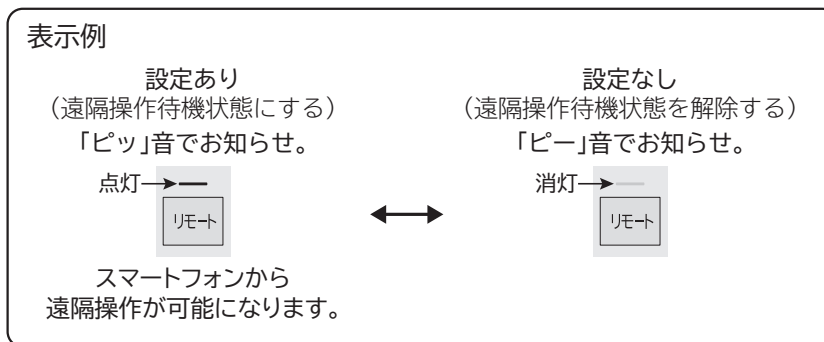 表示例
設定あり
（遠隔操作待機状態にする）
「ピッ」音でお知らせ。
点灯
リモート
スマートフォンから
遠隔操作が可能になります。
設定なし
（遠隔操作待機状態を解除する）
「ピー」音でお知らせ。
消灯
リモート